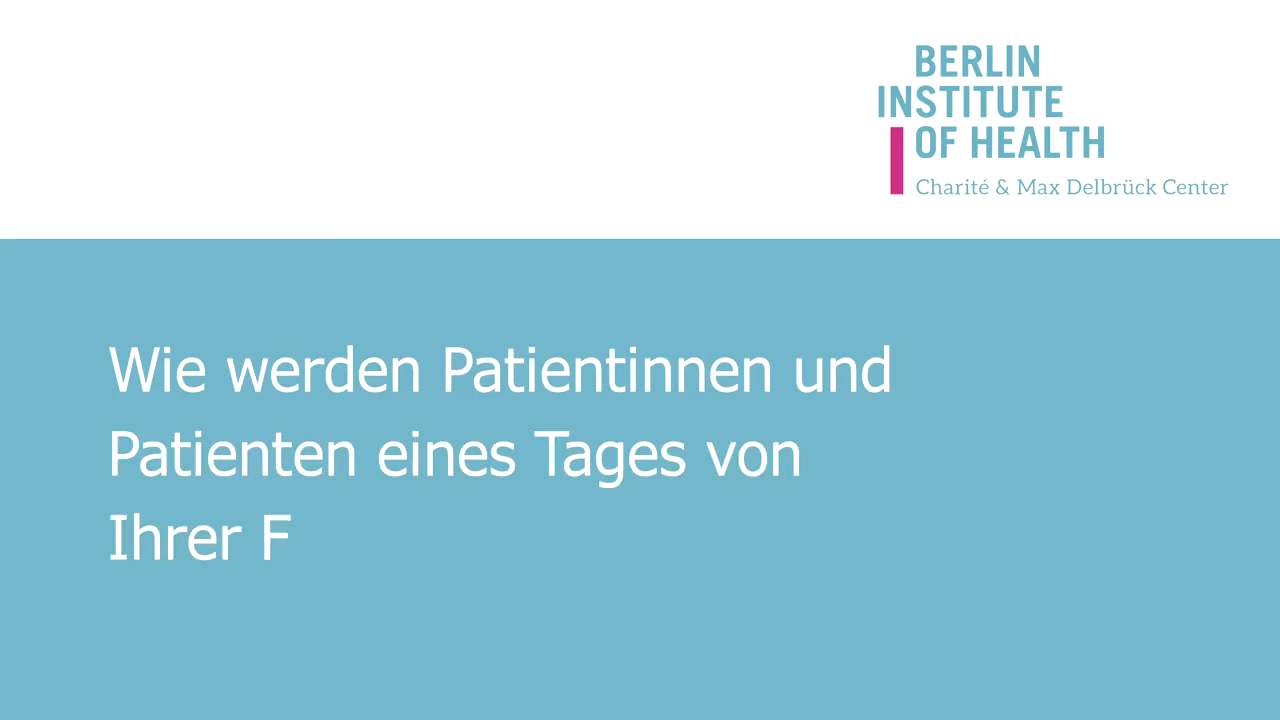 BERLIN
INSTITUTE
OF HEALTH
Charité & Max Delbrück Center
Wie werden Patientinnen und
Patienten eines Tages von
Ihrer F